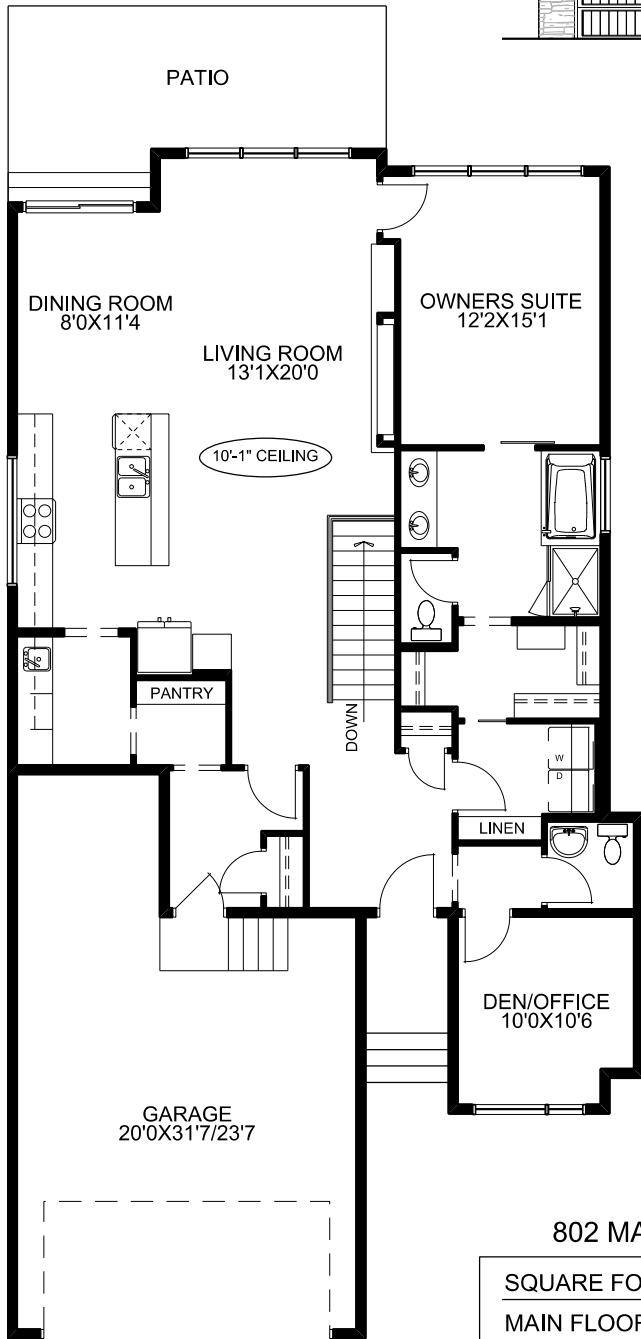 PATIO
DINING ROOM
8'0X11'4
OWNERS SUITE
12'2X15'1
LIVING ROOM
13'1X20'0
10'-1" CEILING
PANTRY
DOWN
W
D
LINEN
DEN/OFFICE
10'0X10'6
GARAGE
20'0X31'7/23'7
802 MA
SQUARE FO
MAIN FLOOR